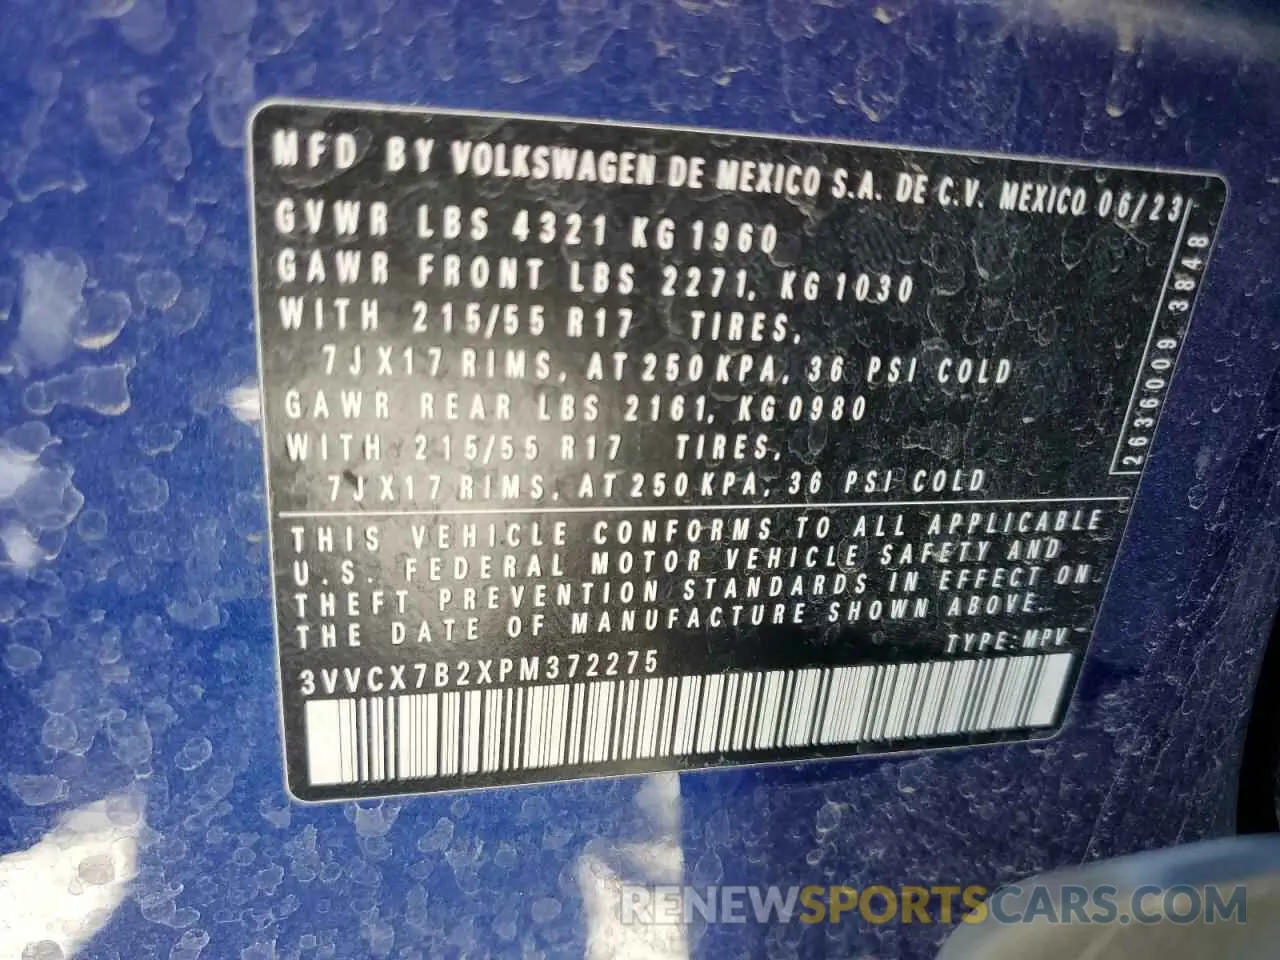 MFD BY VOLKSWAGEN DE MEXICO S.A. DE C.V. MEXICO 06/23
GVWR LBS 4321 KG 1960
GAWR FRONT LBS 2271, KG 1030
WITH 215/55 R17 TIRES,
7JX17 RIMS, AT 250 KPA, 36 PSI COLD
GAWR REAR LBS 2161, KG 0980
WITH 215/55 R17 TIRES,
7JX17 RIMS, AT 250 KPA, 36 PSI COLD
2636009 3848
THIS VEHICLE CONFORMS TO ALL APPLICABLE
U.S. FEDERAL MOTOR VEHICLE SAFETY AND
THEFT PREVENTION STANDARDS IN EFFECT ON
THE DATE OF MANUFACTURE SHOWN ABOVE.
TYPE: MPV
3VVCX7B2XPM372275
RENEWSPORTSCARS.COM